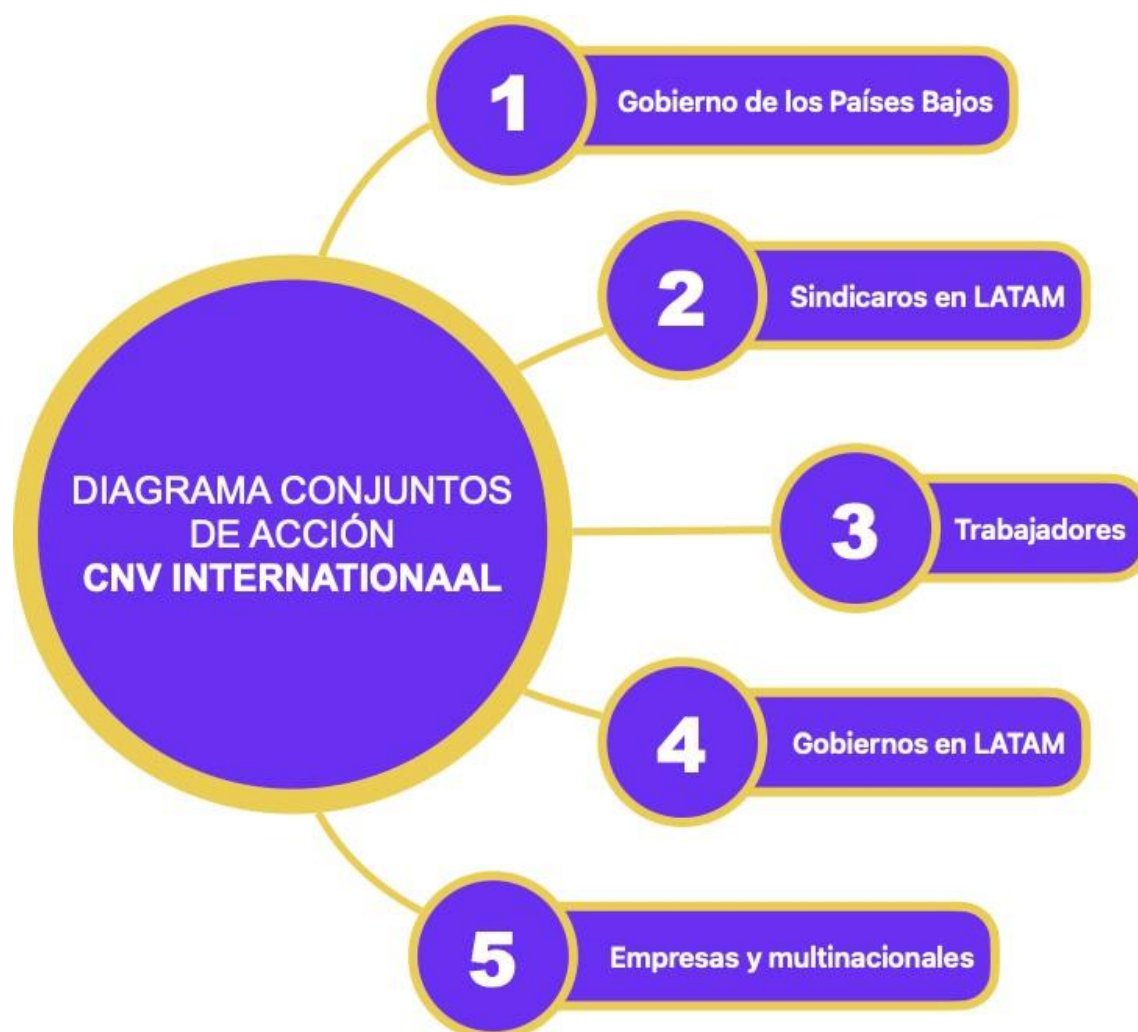 1
Gobierno de los Países Bajos
2
Sindicaros en LATAM
DIAGRAMA CONJUNTOS
DE ACCIÓN
CNV INTERNATIONAAL
3
Trabajadores
4
Gobiernos en LATAM
5
Empresas y multinacionales